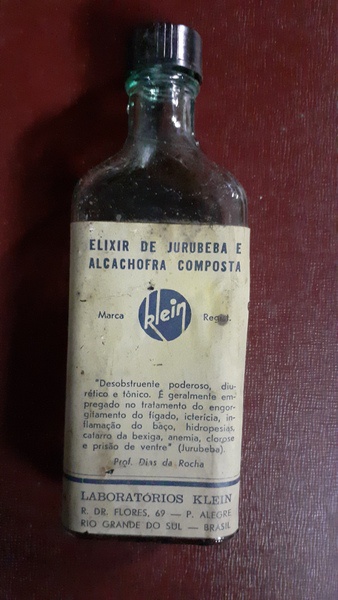 ELIXIR DE JURUBEBA E
ALCACHOFRA COMPOSTA
Marca klein Regist.
"Desobstruente poderoso, diu-
rético e tônico. É geralmente em-
pregado no tratamento do engor-
gitamento do fígado, icterícia, in-
flamação do baço, hidropesias,
catarro da bexiga, anemia, clorose
e prisão de ventre" (Jurubeba).
Prof. Dias da Rocha
LABORATÓRIOS KLEIN
R. DR. FLORES, 69 — P. ALEGRE
RIO GRANDE DO SUL — BRASIL